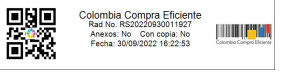 Colombia Compra Eficiente
Rad No. RS20220930011927
Anexos: No Con copia: No
Fecha: 30/09/2022 16:22:53
Colombia Compra Eficiente